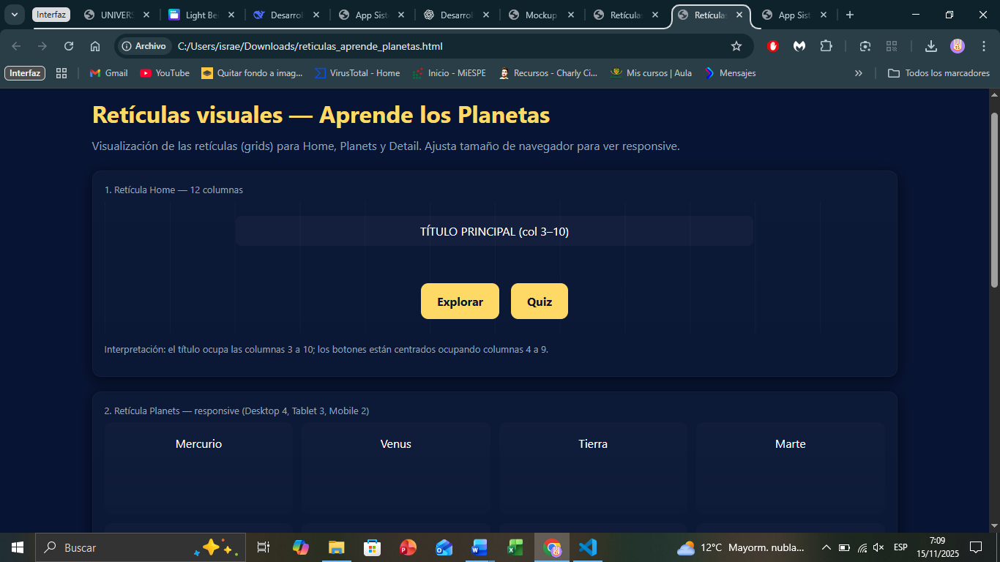 Interfaz
UNIVERS
Light Bei
Desarrol
App Sist
Desarrol
Mockup
Retículas
Retículas
App Sist
Archivo
C:/Users/israe/Downloads/reticulas_aprende_planetas.html
Interfaz
Gmail
YouTube
Quitar fondo a imag...
VirusTotal - Home
Inicio - MiESPE
Recursos - Charly Ci...
Mis cursos | Aula
Mensajes
Todos los marcadores
Retículas visuales — Aprende los Planetas
Visualización de las retículas (grids) para Home, Planets y Detail. Ajusta tamaño de navegador para ver responsive.
1. Retícula Home — 12 columnas
TÍTULO PRINCIPAL (col 3–10)
Explorar
Quiz
Interpretación: el título ocupa las columnas 3 a 10; los botones están centrados ocupando columnas 4 a 9.
2. Retícula Planets — responsive (Desktop 4, Tablet 3, Mobile 2)
Mercurio
Venus
Tierra
Marte
Buscar
12°C Mayorm. nubla...
ESP
7:09
15/11/2025